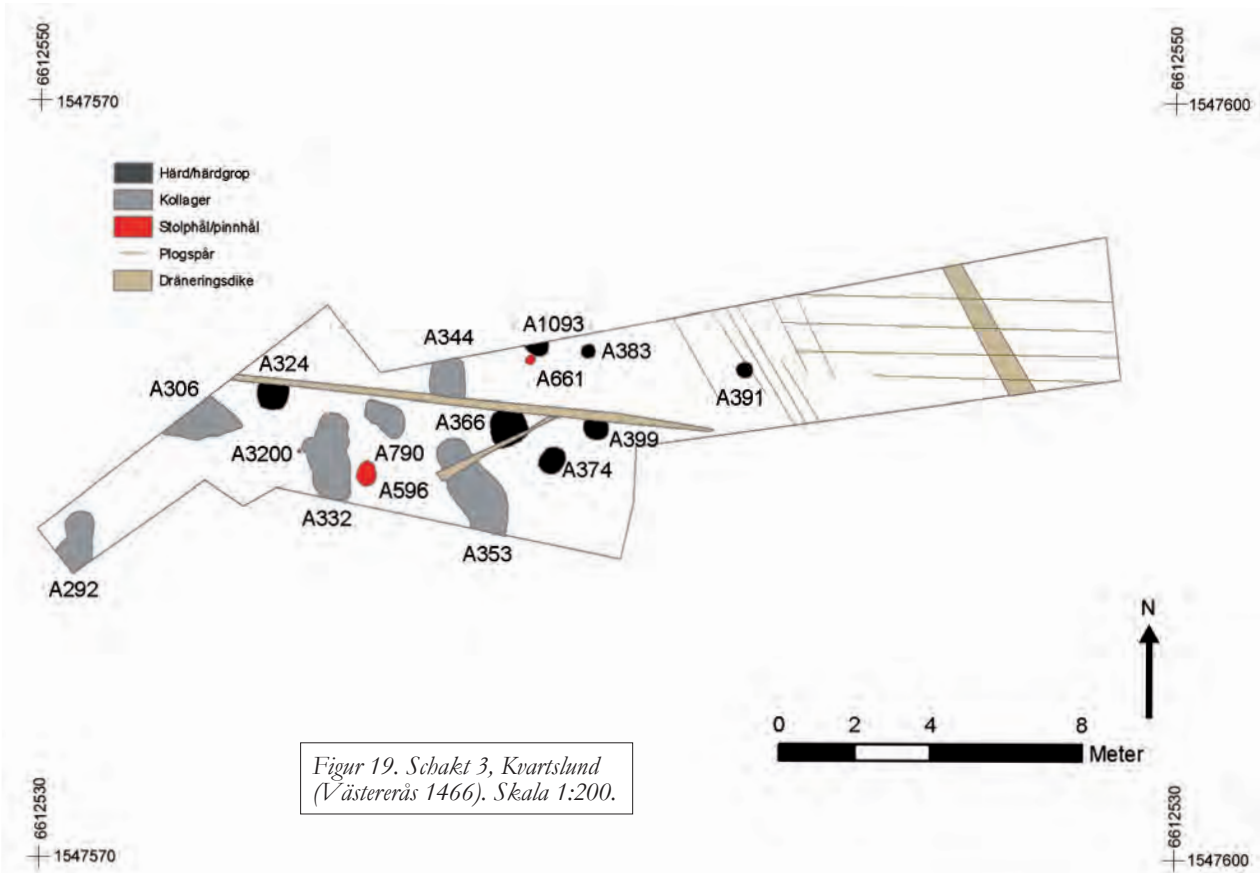 6612550
1547570
6612550
1547600
Härd/härdgrop
Kollager
Stolphål/pinnhål
Plogspår
Dräneringsdike
A1093
A344
A383
A324
A661
A391
A306
A366
A399
A3200
A790
A374
A596
A332
A353
A292
N
0 2 4 8
Meter
Figur 19. Schakt 3, Kvartslund
(Västererås 1466). Skala 1:200.
6612530
1547570
6612530
1547600